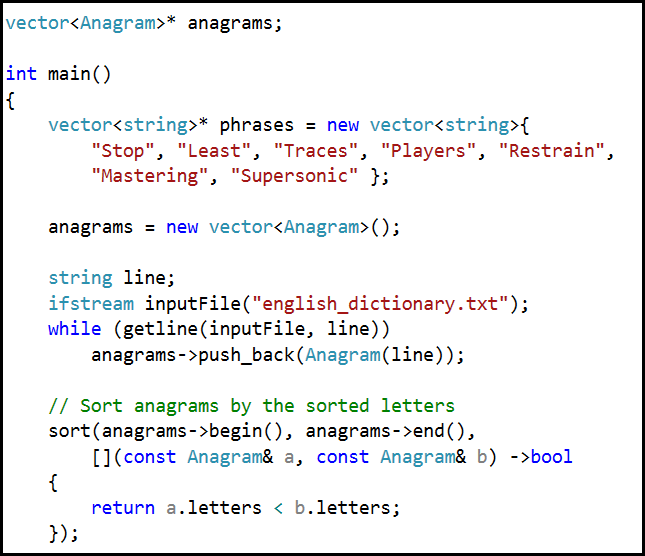 vector<Anagram>* anagrams;

int main()
{
    vector<string>* phrases = new vector<string>{
        "Stop", "Least", "Traces", "Players", "Restrain",
        "Mastering", "Supersonic" };

    anagrams = new vector<Anagram>();

    string line;
    ifstream inputFile("english_dictionary.txt");
    while (getline(inputFile, line))
        anagrams->push_back(Anagram(line));

    // Sort anagrams by the sorted letters
    sort(anagrams->begin(), anagrams->end(),
        [](const Anagram& a, const Anagram& b) ->bool
    {
        return a.letters < b.letters;
    });